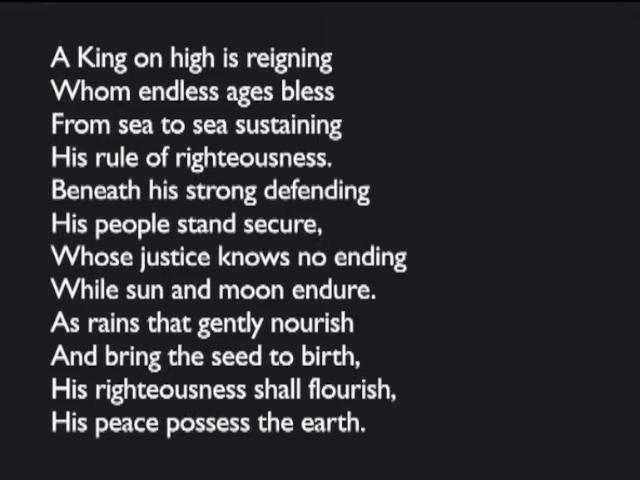 A King on high is reigning
Whom endless ages bless
From sea to sea sustaining
His rule of righteousness.
Beneath his strong defending
His people stand secure,
Whose justice knows no ending
While sun and moon endure.
As rains that gently nourish
And bring the seed to birth,
His righteousness shall flourish,
His peace possess the earth.